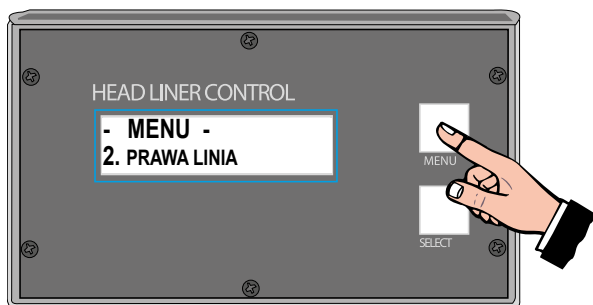 HEAD LINER CONTROL
- MENU -
2. PRAWA LINIA
MENU
SELECT